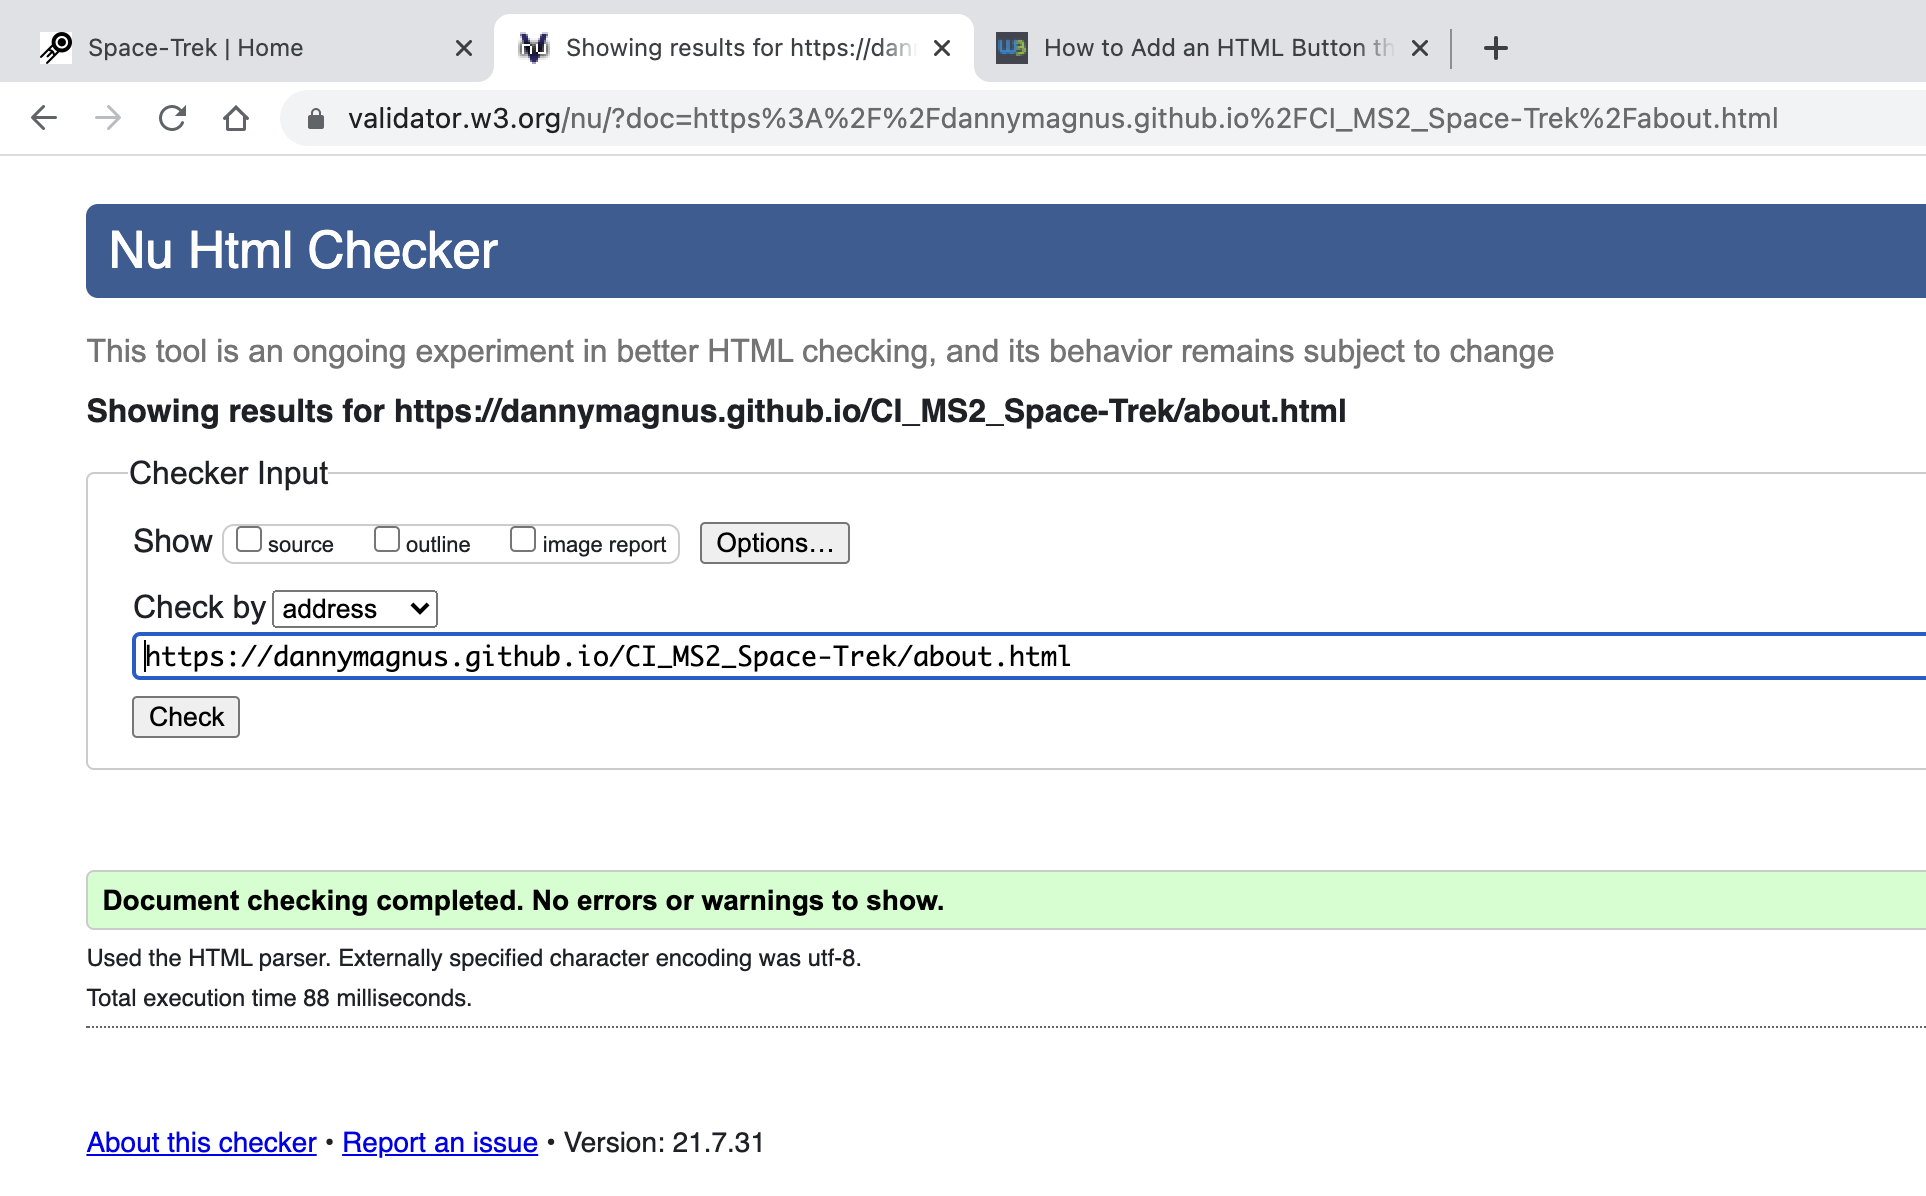 Space-Trek | Home
Showing results for https://dan
How to Add an HTML Button th
validator.w3.org/nu/?doc=https%3A%2F%2Fdannymagnus.github.io%2FCI_MS2_Space-Trek%2Fabout.html
Nu Html Checker
This tool is an ongoing experiment in better HTML checking, and its behavior remains subject to change
Showing results for https://dannymagnus.github.io/CI_MS2_Space-Trek/about.html
Checker Input
Show source outline image report Options...
Check by address
https://dannymagnus.github.io/CI_MS2_Space-Trek/about.html
Check
Document checking completed. No errors or warnings to show.
Used the HTML parser. Externally specified character encoding was utf-8.
Total execution time 88 milliseconds.
About this checker • Report an issue • Version: 21.7.31